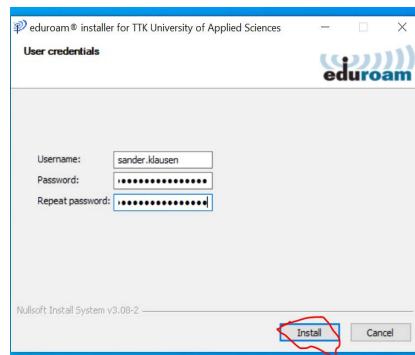 eduroam® installer for TTK University of Applied Sciences
User credentials
eduroam
Username: sander.klausen
Password:
Repeat password:
Nullsoft Install System v3.08-2
Install Cancel